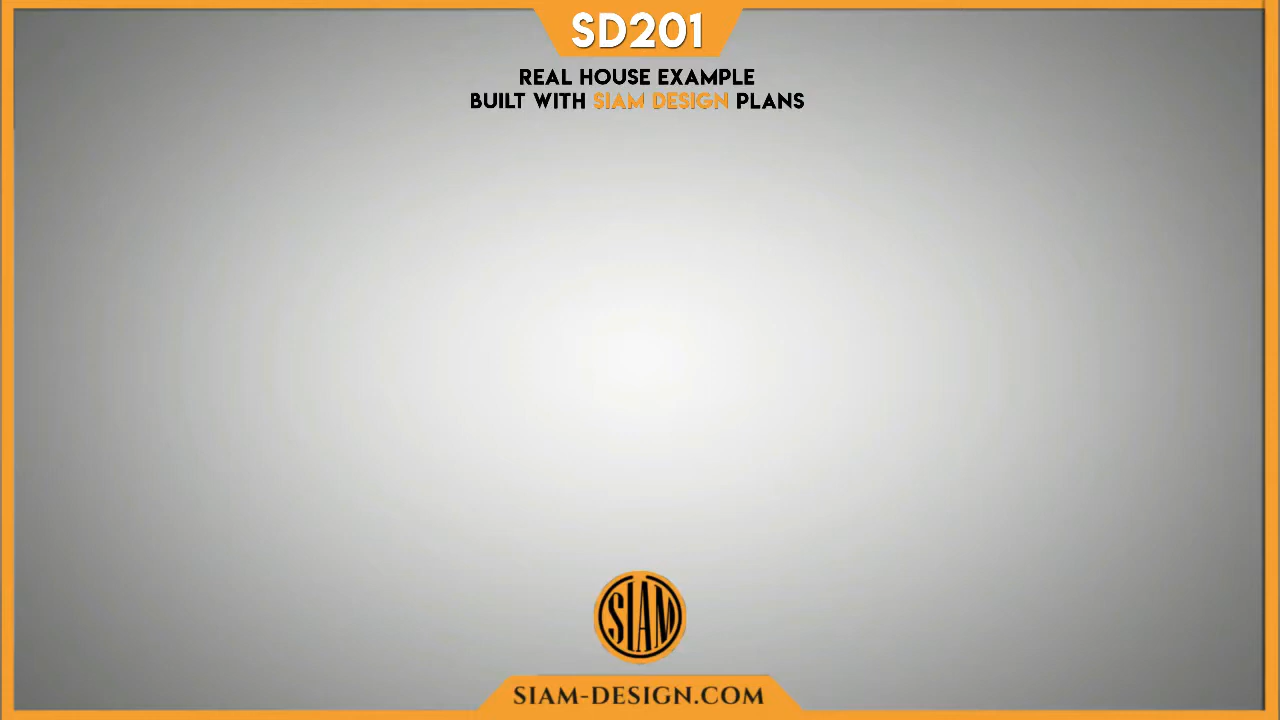 SD201
REAL HOUSE EXAMPLE
BUILT WITH SIAM DESIGN PLANS
SIAM
SIAM-DESIGN.COM